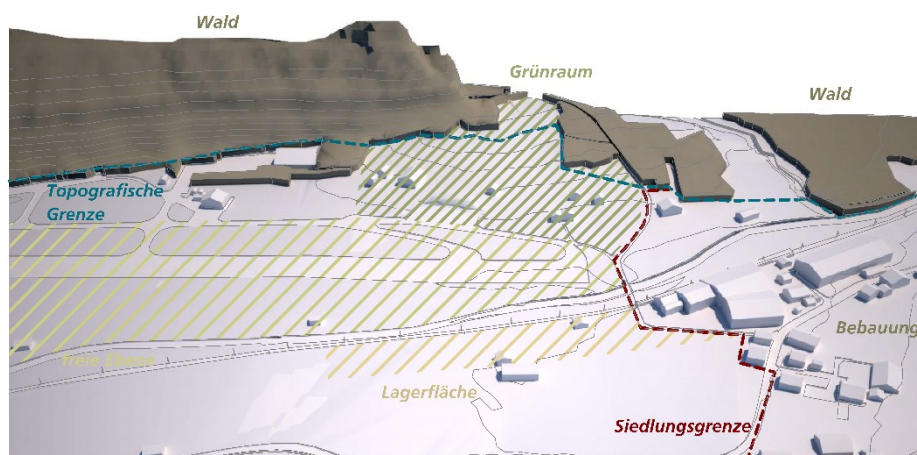 Wald
Grünraum
Wald
Topografische
Grenze
Freie Ebene
Bebauung
Lagerfläche
Siedlungsgrenze